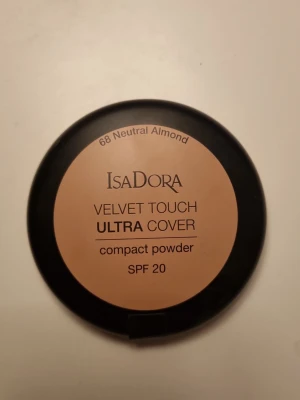 68 Neutral Almond
ISADORA
VELVET TOUCH
ULTRA COVER
compact powder
SPF 20